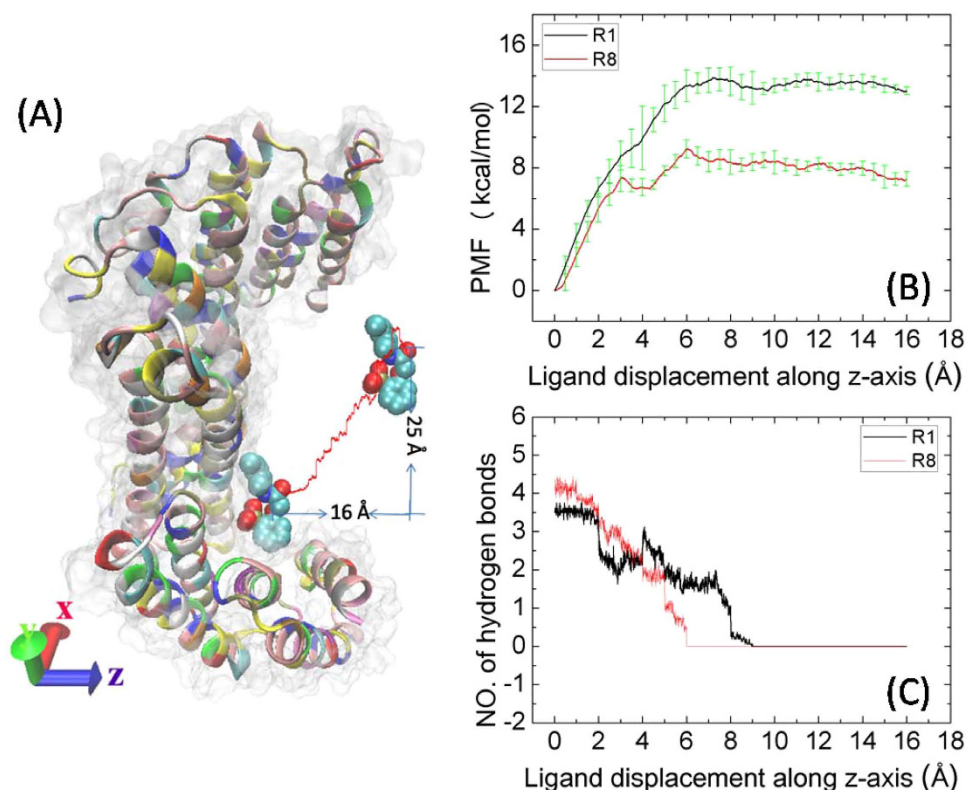 (A)
25 Å
16 Å
X
Y
Z
R1
R8
16
12
8
4
0
PMF ( kcal/mol)
(B)
0 2 4 6 8 10 12 14 16 18
Ligand displacement along z-axis (Å)
R1
R8
6
5
4
3
2
1
0
-1
-2
NO. of hydrogen bonds
(C)
0 2 4 6 8 10 12 14 16 18
Ligand displacement along z-axis (Å)